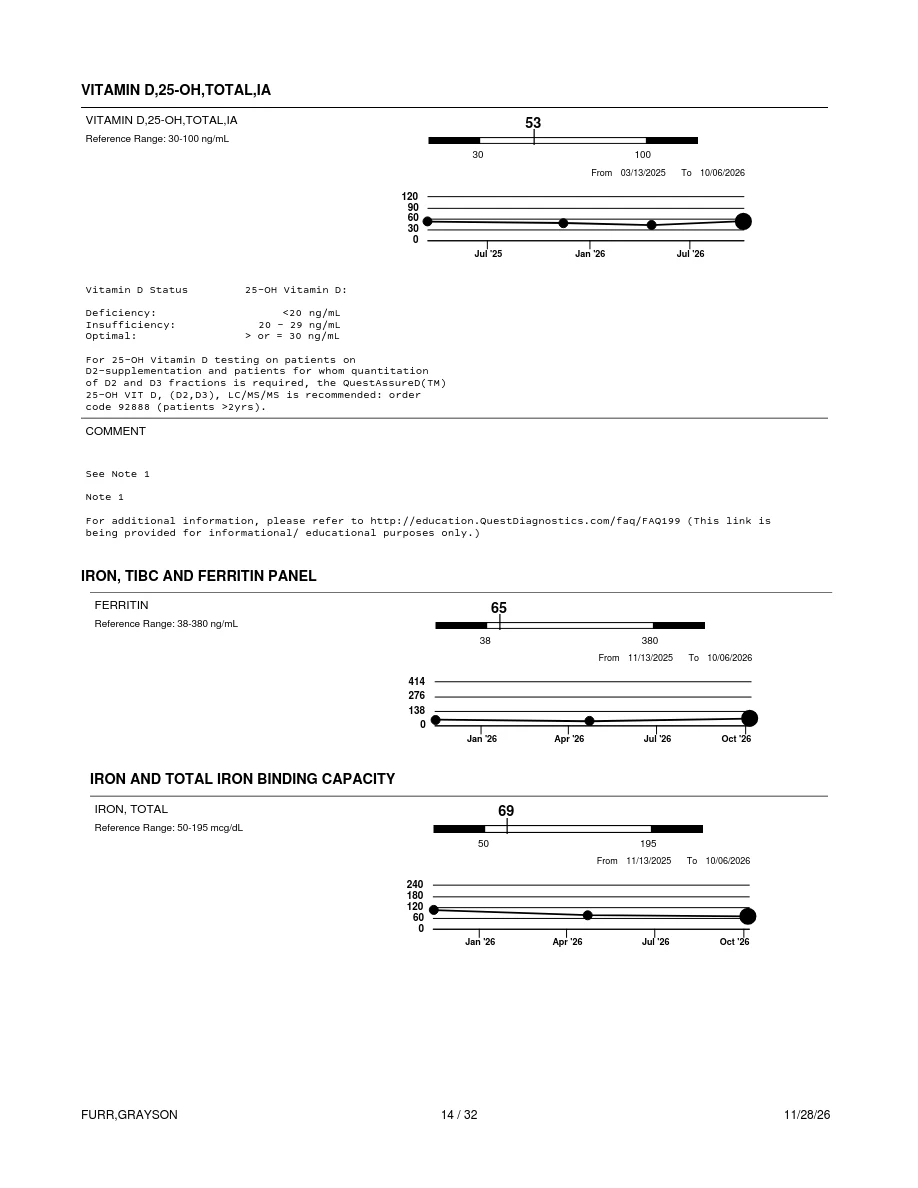 VITAMIN D,25-OH,TOTAL,IA
VITAMIN D,25-OH,TOTAL,IA
Reference Range: 30-100 ng/mL
53
30 100
From 03/13/2025 To 10/06/2026
120
90
60
30
0
Jul '25 Jan '26 Jul '26
Vitamin D Status 25-OH Vitamin D:
Deficiency: <20 ng/mL
Insufficiency: 20 - 29 ng/mL
Optimal: > or = 30 ng/mL
For 25-OH Vitamin D testing on patients on
D2-supplementation and patients for whom quantitation
of D2 and D3 fractions is required, the QuestAssureD(TM)
25-OH VIT D, (D2,D3), LC/MS/MS is recommended: order
code 92888 (patients >2yrs).
COMMENT
See Note 1
Note 1
For additional information, please refer to http://education.QuestDiagnostics.com/faq/FAQ199 (This link is
being provided for informational/ educational purposes only.)
IRON, TIBC AND FERRITIN PANEL
FERRITIN
Reference Range: 38-380 ng/mL
65
38 380
From 11/13/2025 To 10/06/2026
414
276
138
0
Jan '26 Apr '26 Jul '26 Oct '26
IRON AND TOTAL IRON BINDING CAPACITY
IRON, TOTAL
Reference Range: 50-195 mcg/dL
69
50 195
From 11/13/2025 To 10/06/2026
240
180
120
60
0
Jan '26 Apr '26 Jul '26 Oct '26
FURR,GRAYSON 14 / 32 11/28/26